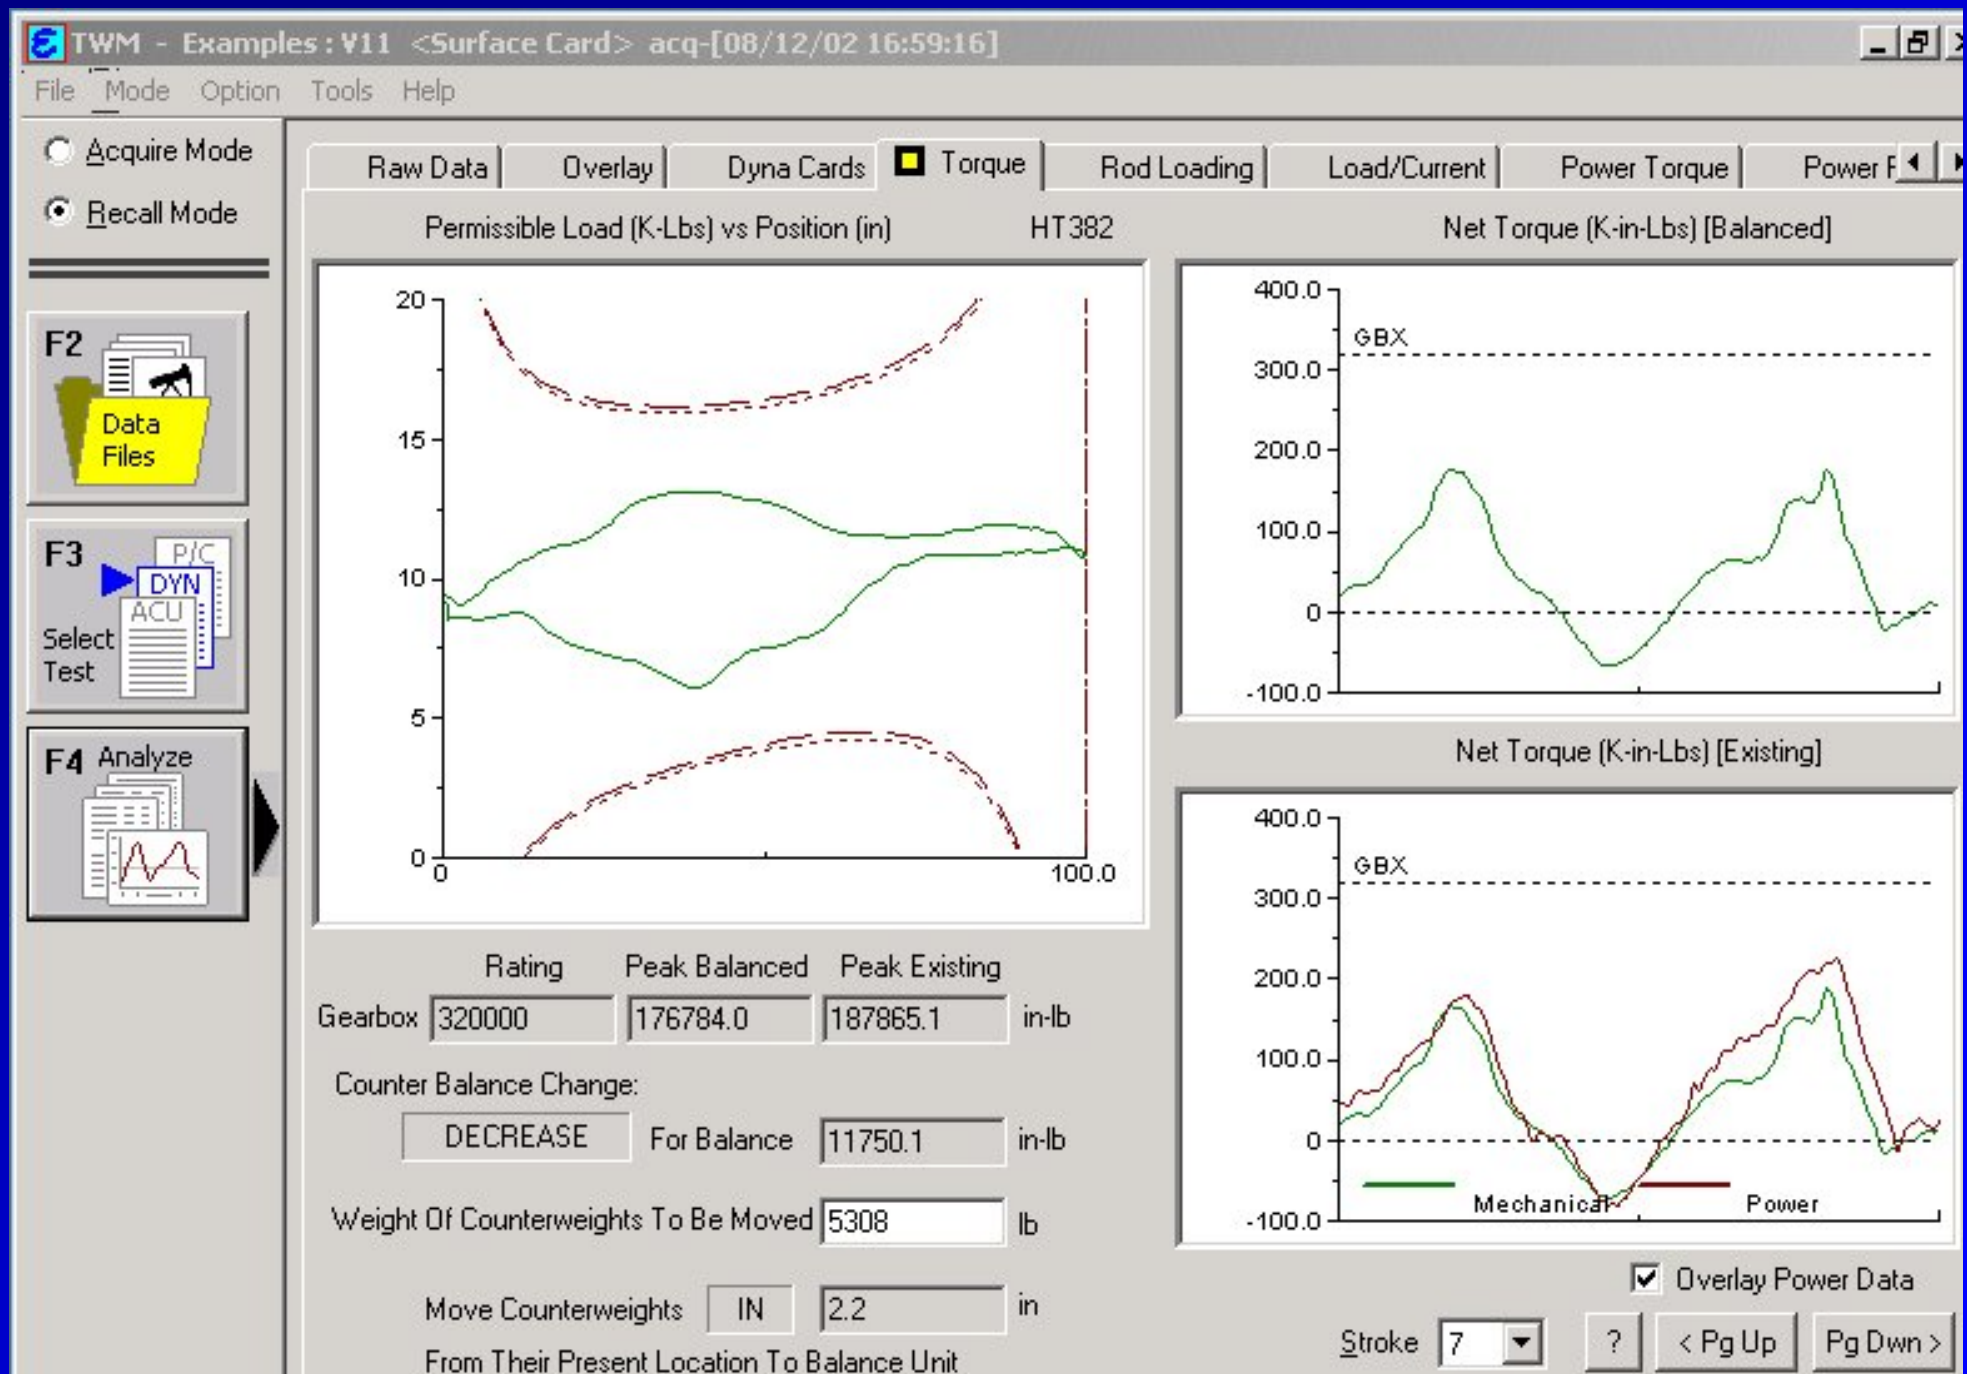 TWM - Examples: V11 <Surface Card> acq-[08/12/02 16:59:16]
File Mode Option Tools Help
Acquire Mode
Recall Mode
F2
Data
Files
F3
P/C
DYN
ACU
Select
Test
F4 Analyze
Raw Data Overlay Dyna Cards Torque Rod Loading Load/Current Power Torque Power
Permissible Load (K-Lbs) vs Position (in) HT382
20
15
10
5
0
0 100.0
Net Torque (K-in-Lbs) [Balanced]
400.0
GBX
300.0
200.0
100.0
0
-100.0
Net Torque (K-in-Lbs) [Existing]
400.0
GBX
300.0
200.0
100.0
0
Mechanical Power
-100.0
Rating Peak Balanced Peak Existing
Gearbox 320000 176784.0 187865.1 in-lb
Counter Balance Change:
DECREASE For Balance 11750.1 in-lb
Weight Of Counterweights To Be Moved 5308 lb
Move Counterweights IN 2.2 in
From Their Present Location To Balance Unit
Overlay Power Data
Stroke 7 ? < Pg Up Pg Dwn >